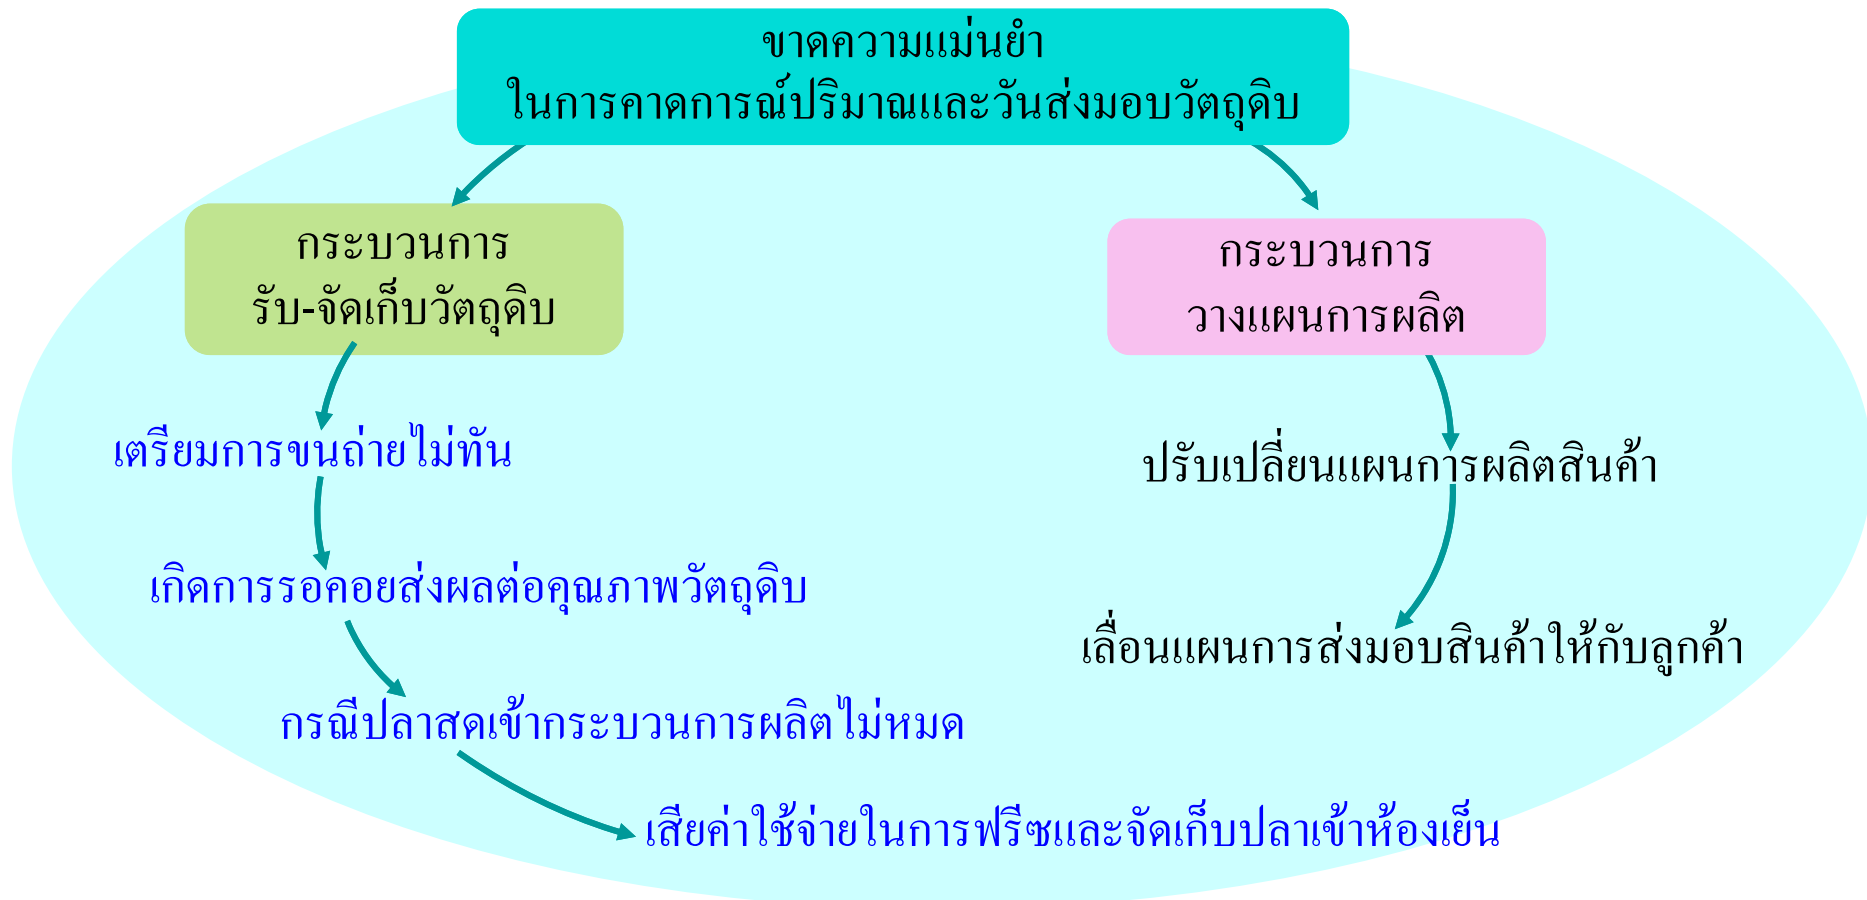 ขาดความแม่นยำ
ในการคาดการณ์ปริมาณและวันส่งมอบวัตถุดิบ
กระบวนการ
รับ-จัดเก็บวัตถุดิบ
เตรียมการขนถ่ายไม่ทัน
เกิดการรอคอยส่งผลต่อคุณภาพวัตถุดิบ
กรณีปลาสดเข้ากระบวนการผลิตไม่หมด
เสียค่าใช้จ่ายในการฟรีซและจัดเก็บปลาเข้าห้องเย็น
กระบวนการ
วางแผนการผลิต
ปรับเปลี่ยนแผนการผลิตสินค้า
เลื่อนแผนการส่งมอบสินค้าให้กับลูกค้า